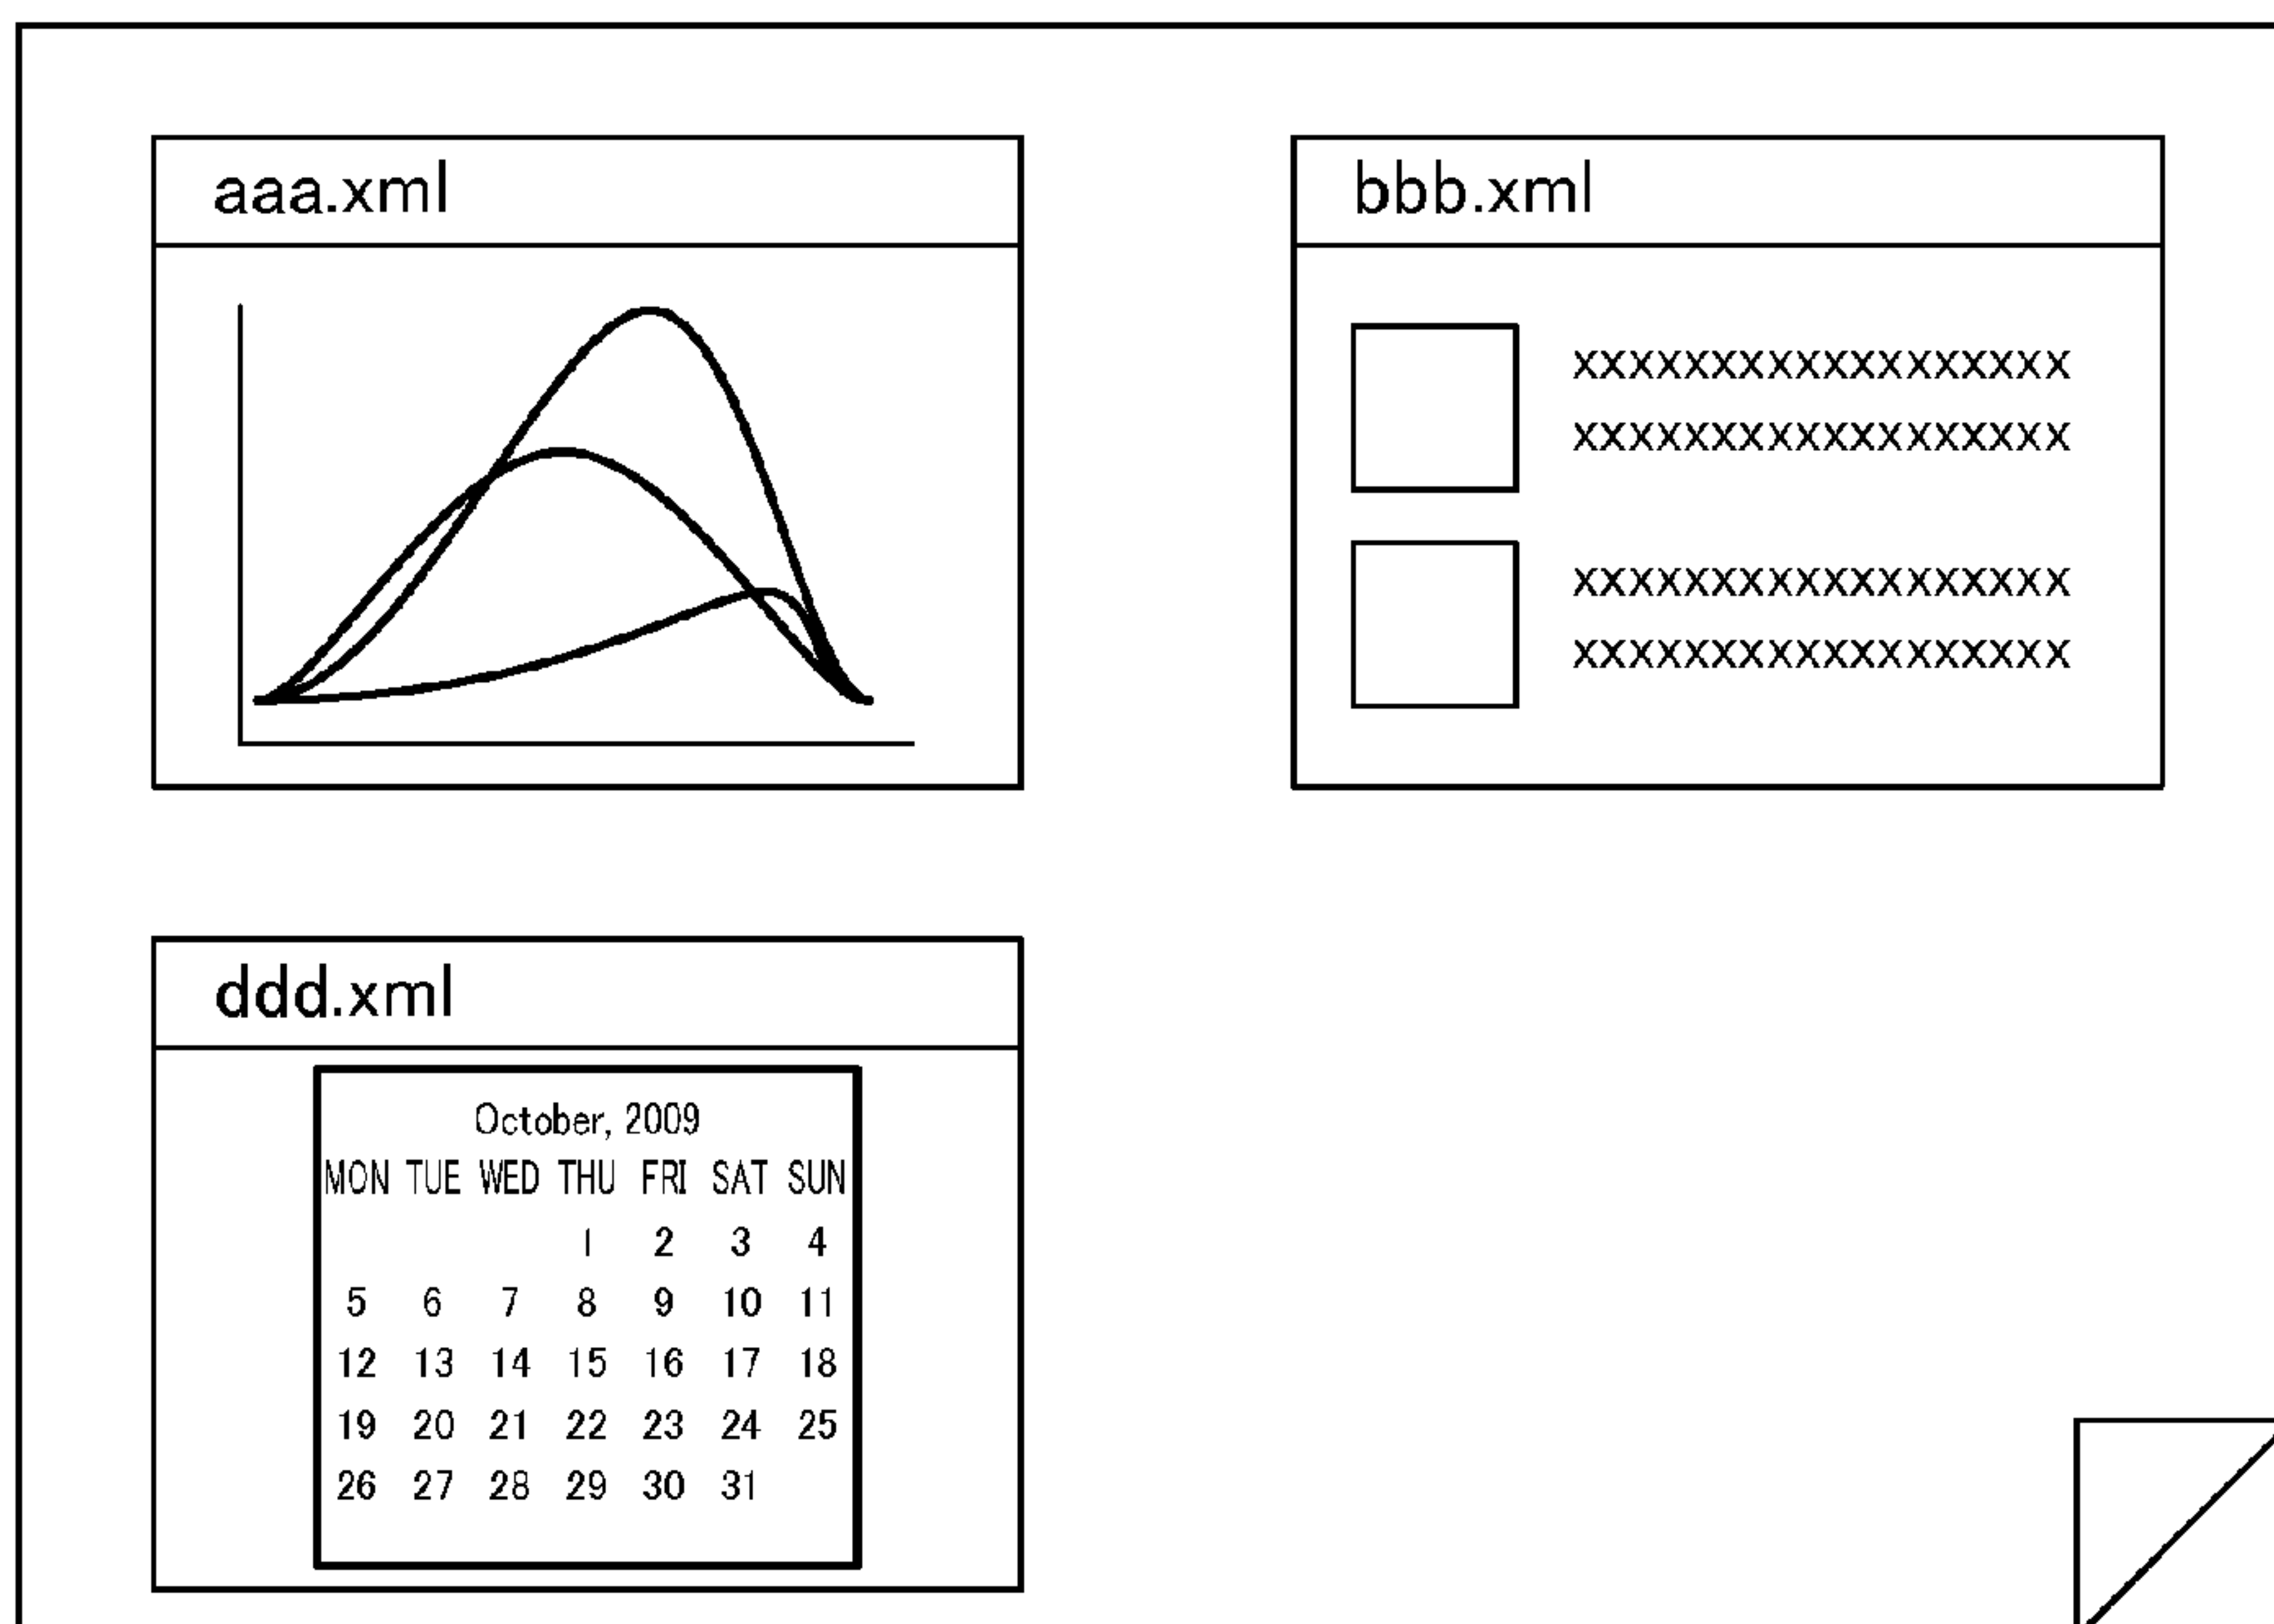 aaa.xml
bbb.xml
xxxxxxxxxxxxxxxxxx
xxxxxxxxxxxxxxxxxx
xxxxxxxxxxxxxxxxxx
xxxxxxxxxxxxxxxxxx
ddd.xml
October, 2009
MON TUE WED THU FRI SAT SUN
1 2 3 4
5 6 7 8 9 10 11
12 13 14 15 16 17 18
19 20 21 22 23 24 25
26 27 28 29 30 31